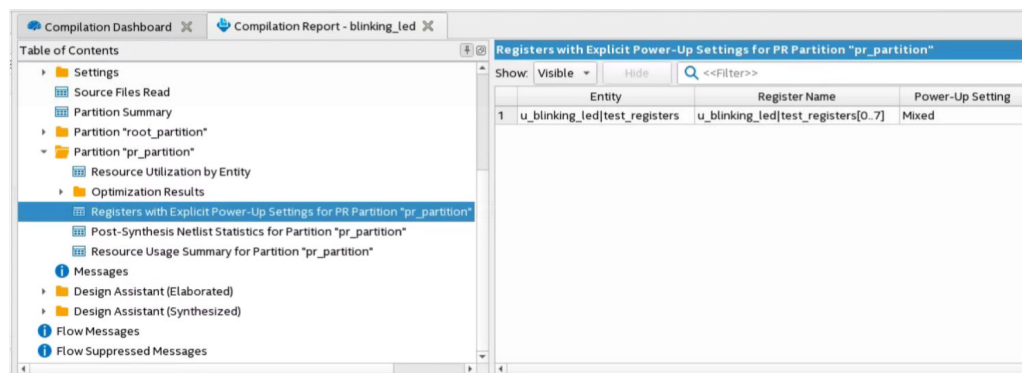 Compilation Dashboard
Compilation Report - blinking_led
Table of Contents
Settings
Source Files Read
Partition Summary
Partition "root_partition"
Partition "pr_partition"
Resource Utilization by Entity
Optimization Results
Registers with Explicit Power-Up Settings for PR Partition "pr_partition"
Post-Synthesis Netlist Statistics for Partition "pr_partition"
Resource Usage Summary for Partition "pr_partition"
Messages
Design Assistant (Elaborated)
Design Assistant (Synthesized)
Flow Messages
Flow Suppressed Messages
Registers with Explicit Power-Up Settings for PR Partition "pr_partition"
Show: Visible Hide <<Filter>>
Entity Register Name Power-Up Setting
1 u_blinking_led|test_registers u_blinking_led|test_registers[0..7] Mixed